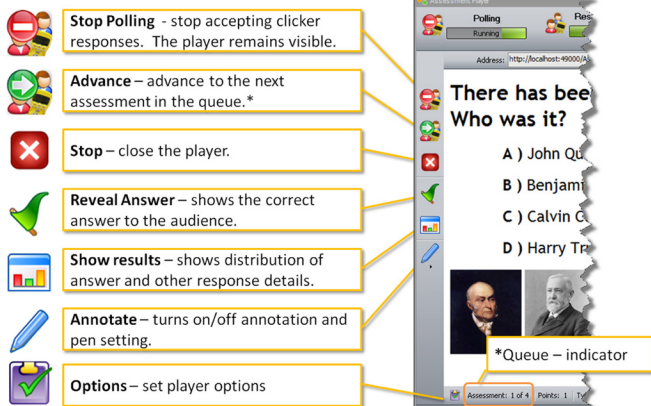 Stop Polling - stop accepting clicker
responses. The player remains visible.
Advance – advance to the next
assessment in the queue.*
Stop – close the player.
Reveal Answer – shows the correct
answer to the audience.
Show results – shows distribution of
answer and other response details.
Annotate – turns on/off annotation and
pen setting.
Options – set player options
Assessment Player
Polling
Running
Res
Address: http://localhost:49000/A
There has bee
Who was it?
A ) John Qu
B ) Benjami
C ) Calvin C
D ) Harry Tr
*Queue – indicator
Assessment: 1 of 4 Points: 1 Ty